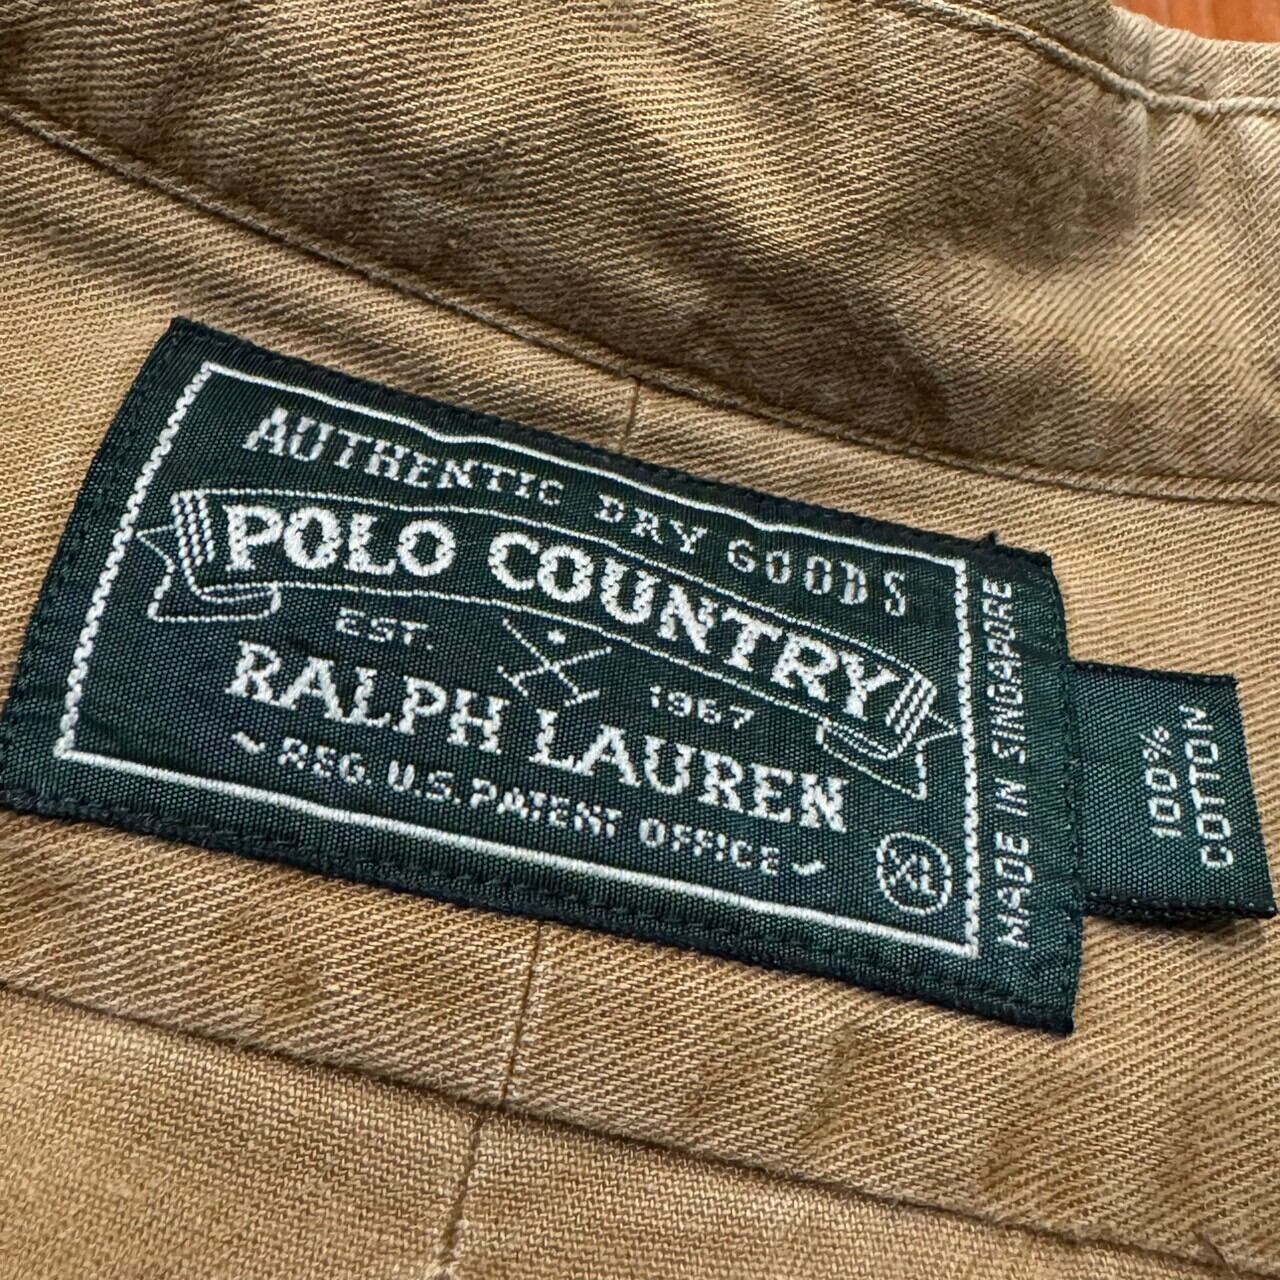 AUTHENTIC DRY GOODS
POLO COUNTRY
EST. 1967
RALPH LAUREN
REG. U.S. PATENT OFFICE
XL
MADE IN SINGAPORE
100%
COTTON